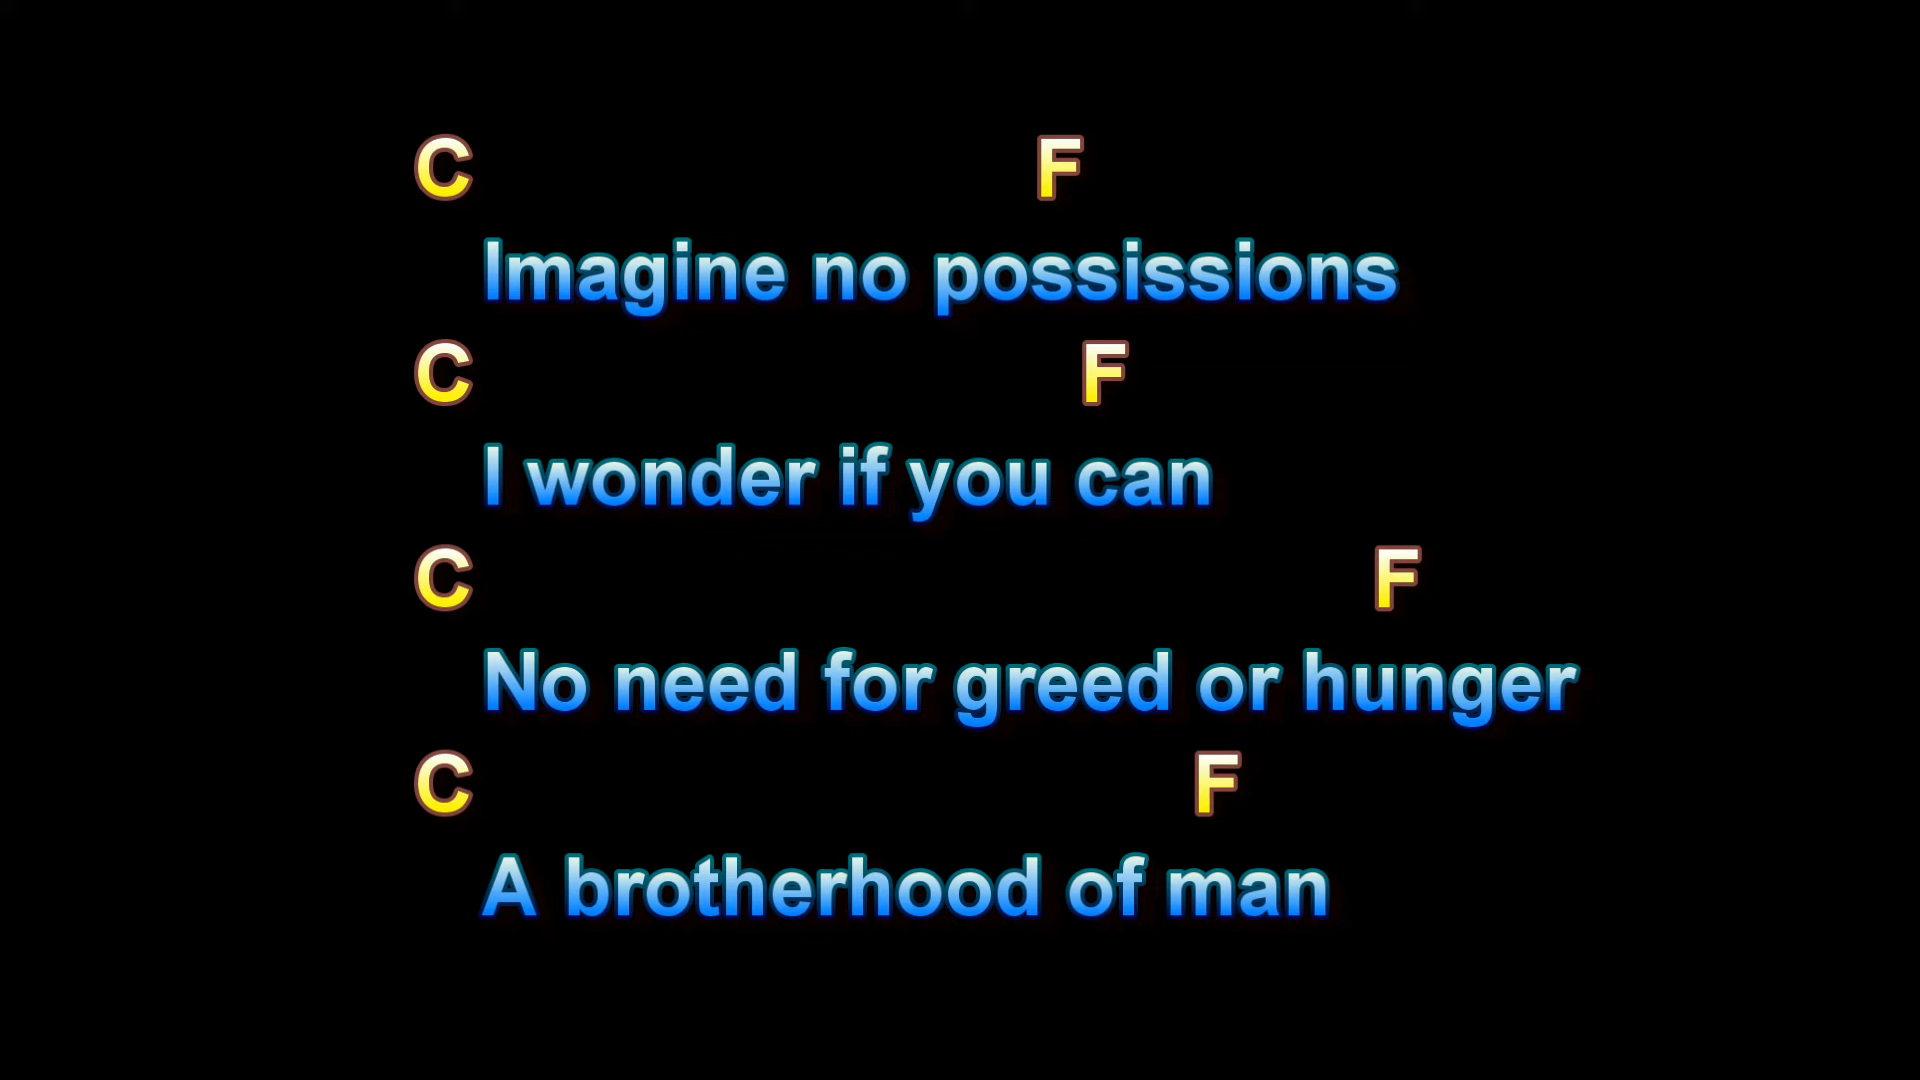 C F
Imagine no possissions
C F
I wonder if you can
C F
No need for greed or hunger
C F
A brotherhood of man